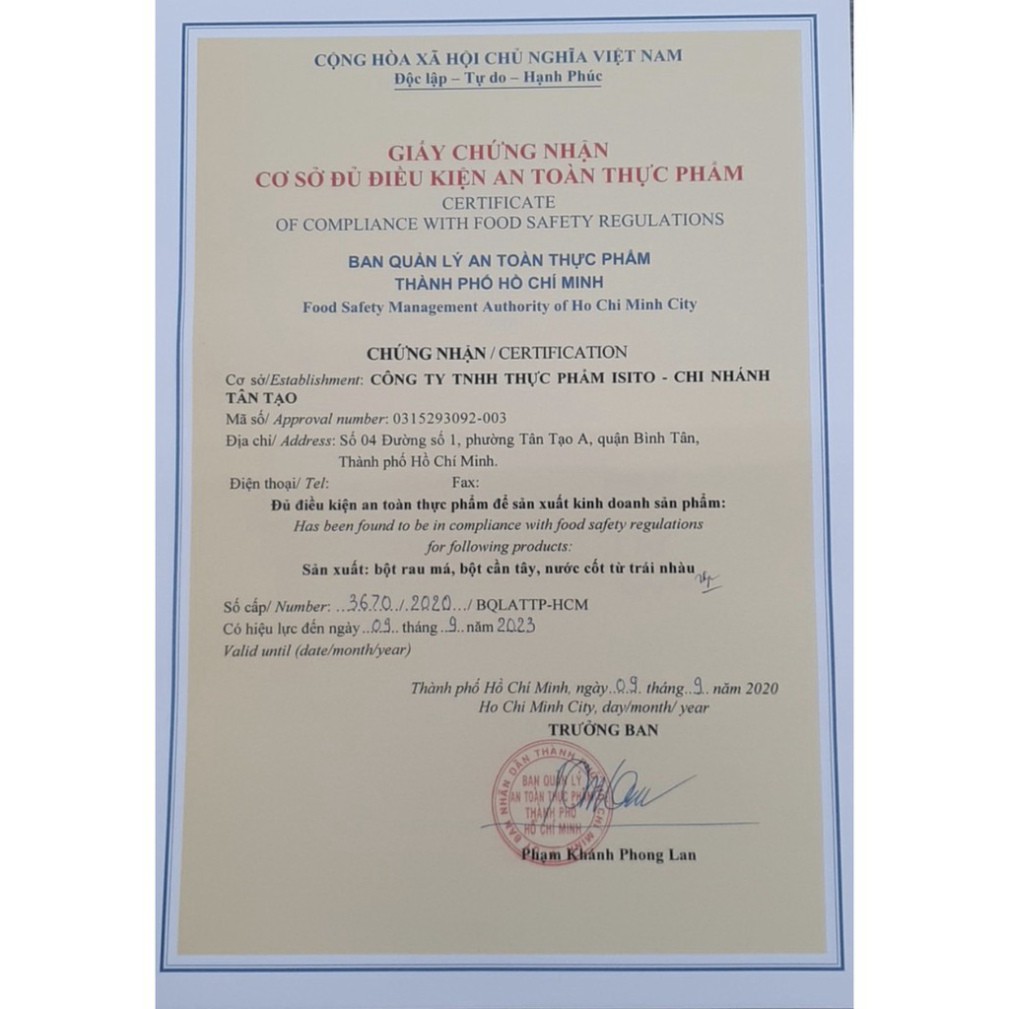 CỘNG HÒA XÃ HỘI CHỦ NGHĨA VIỆT NAM
Độc lập – Tự do – Hạnh Phúc
GIẤY CHỨNG NHẬN
CƠ SỞ ĐỦ ĐIỀU KIỆN AN TOÀN THỰC PHẨM
CERTIFICATE
OF COMPLIANCE WITH FOOD SAFETY REGULATIONS
BAN QUẢN LÝ AN TOÀN THỰC PHẨM
THÀNH PHỐ HỒ CHÍ MINH
Food Safety Management Authority of Ho Chi Minh City
CHỨNG NHẬN / CERTIFICATION
Cơ sở/Establishment: CÔNG TY TNHH THỰC PHẨM ISITO - CHI NHÁNH
TÂN TẠO
Mã số/ Approval number: 0315293092-003
Địa chỉ/ Address: Số 04 Đường số 1, phường Tân Tạo A, quận Bình Tân,
Thành phố Hồ Chí Minh.
Điện thoại/ Tel: Fax:
Đủ điều kiện an toàn thực phẩm để sản xuất kinh doanh sản phẩm:
Has been found to be in compliance with food safety regulations
for following products:
Sản xuất: bột rau má, bột cần tây, nước cốt từ trái nhàu
Số cấp/ Number: ..3670../.2020.../ BQLATTP-HCM
Có hiệu lực đến ngày ..09.. tháng ..9.. năm 2023
Valid until (date/month/year)
Thành phố Hồ Chí Minh, ngày..09. tháng..9.. năm 2020
Ho Chi Minh City, day/month/ year
TRƯỞNG BAN
BAN QUẢN LÝ
AN TOÀN THỰC PHẨM
THÀNH PHỐ
HỒ CHÍ MINH
Phạm Khánh Phong Lan